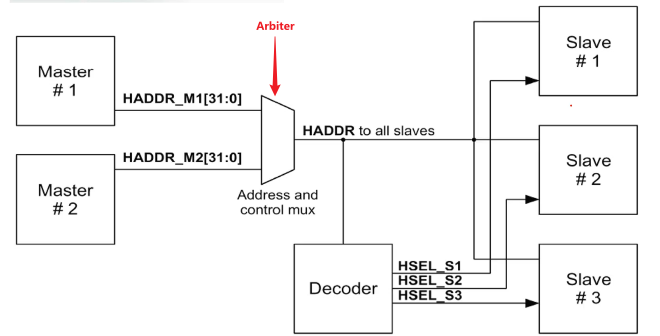 Arbiter
Master
# 1
HADDR_M1[31:0]
HADDR to all slaves
Slave
# 1
Master
# 2
HADDR_M2[31:0]
Address and
control mux
Slave
# 2
Decoder
HSEL_S1
HSEL_S2
HSEL_S3
Slave
# 3